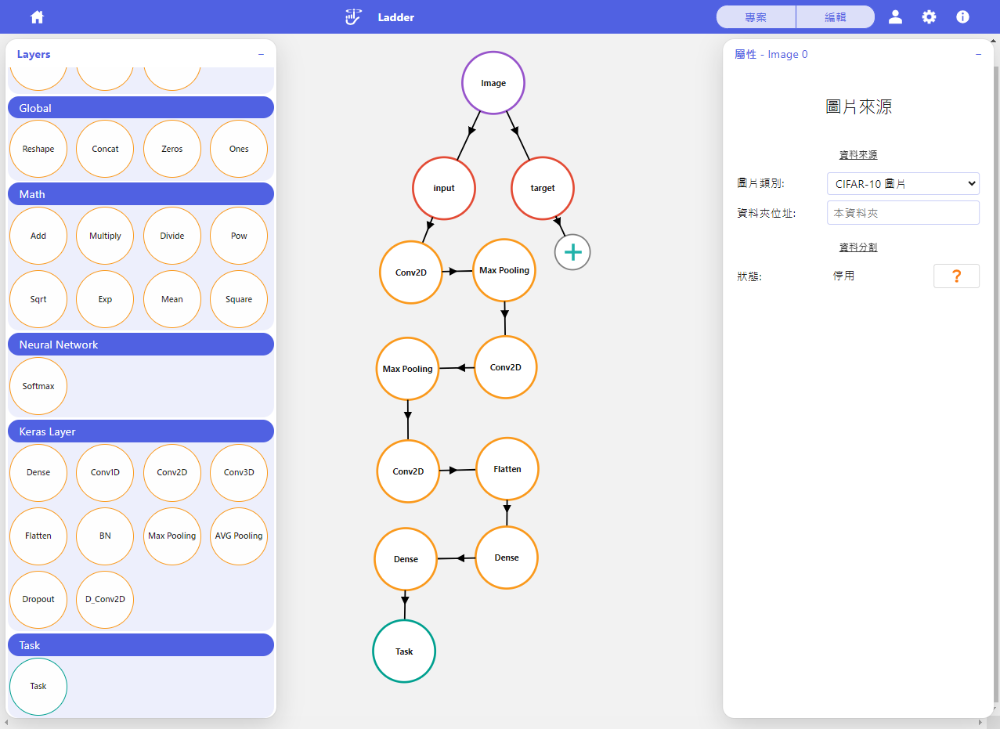 Ladder
專案
編輯
Layers
Global
Reshape
Concat
Zeros
Ones
Math
Add
Multiply
Divide
Pow
Sqrt
Exp
Mean
Square
Neural Network
Softmax
Keras Layer
Dense
Conv1D
Conv2D
Conv3D
Flatten
BN
Max Pooling
AVG Pooling
Dropout
D_Conv2D
Task
Task
Image
input
target
Conv2D
Max Pooling
Max Pooling
Conv2D
Conv2D
Flatten
Dense
Dense
Task
屬性 - Image 0
圖片來源
資料來源
圖片類別:
CIFAR-10 圖片
資料夾位址:
本資料夾
資料分割
狀態:
停用
?